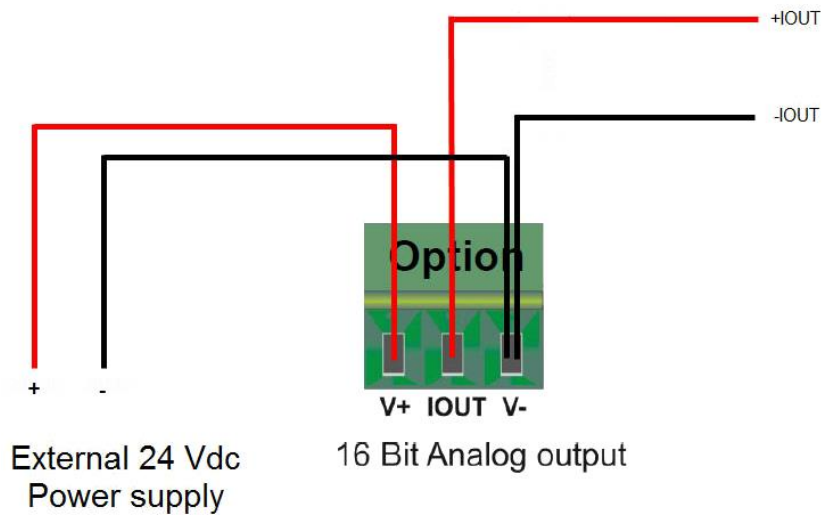 +IOUT
-IOUT
Option
+ -
V+ IOUT V-
External 24 Vdc
Power supply
16 Bit Analog output